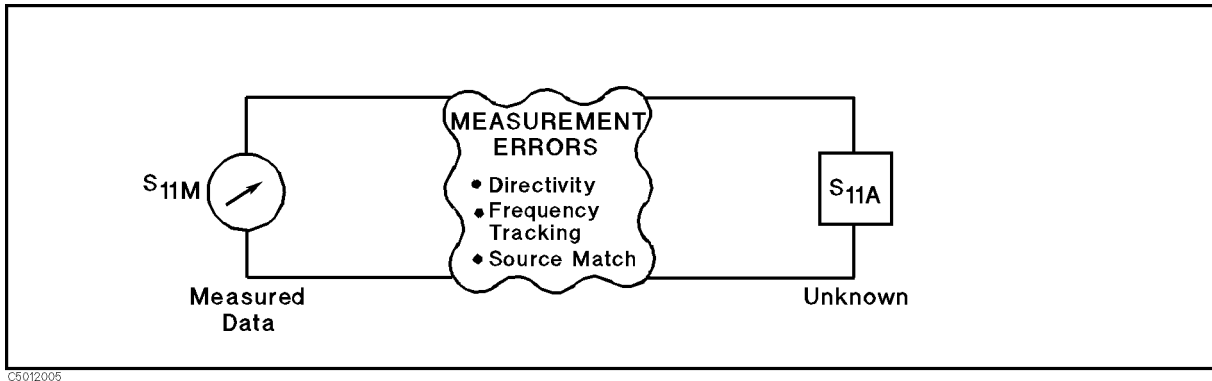 MEASUREMENT
ERRORS
• Directivity
• Frequency
Tracking
• Source Match
S11M
S11A
Measured
Data
Unknown
C5012005